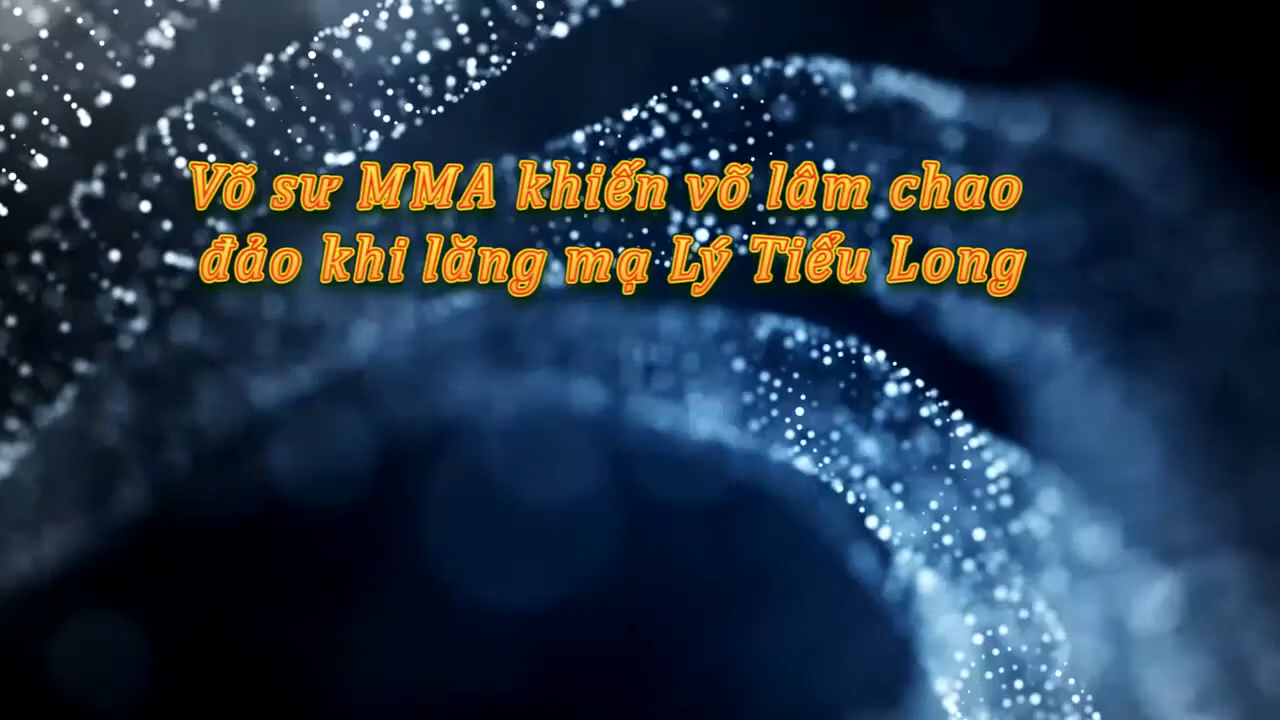 Võ sư MMA khiến võ lâm chao
đảo khi lăng mạ Lý Tiểu Long